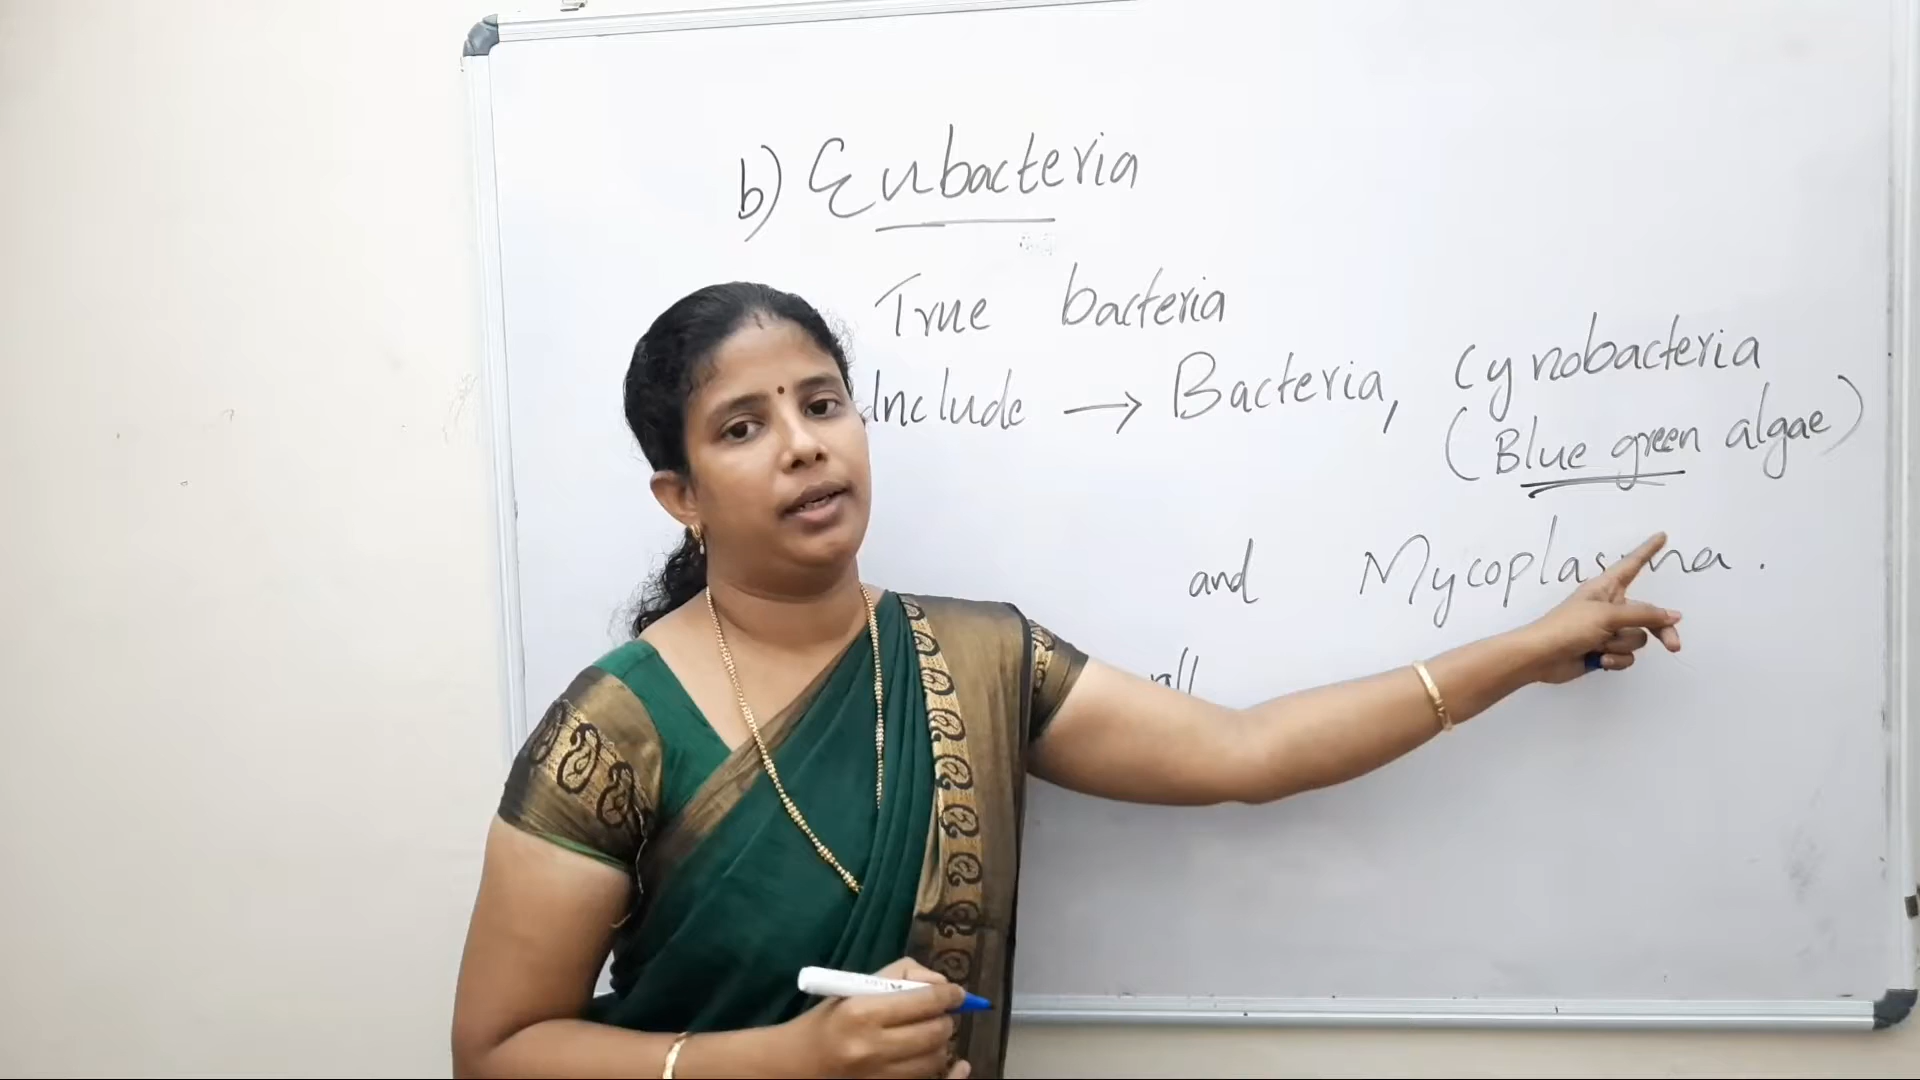 b) Eubacteria
True bacteria
Include → Bacteria, Cynobacteria
(Blue green algae)
and Mycoplasma.